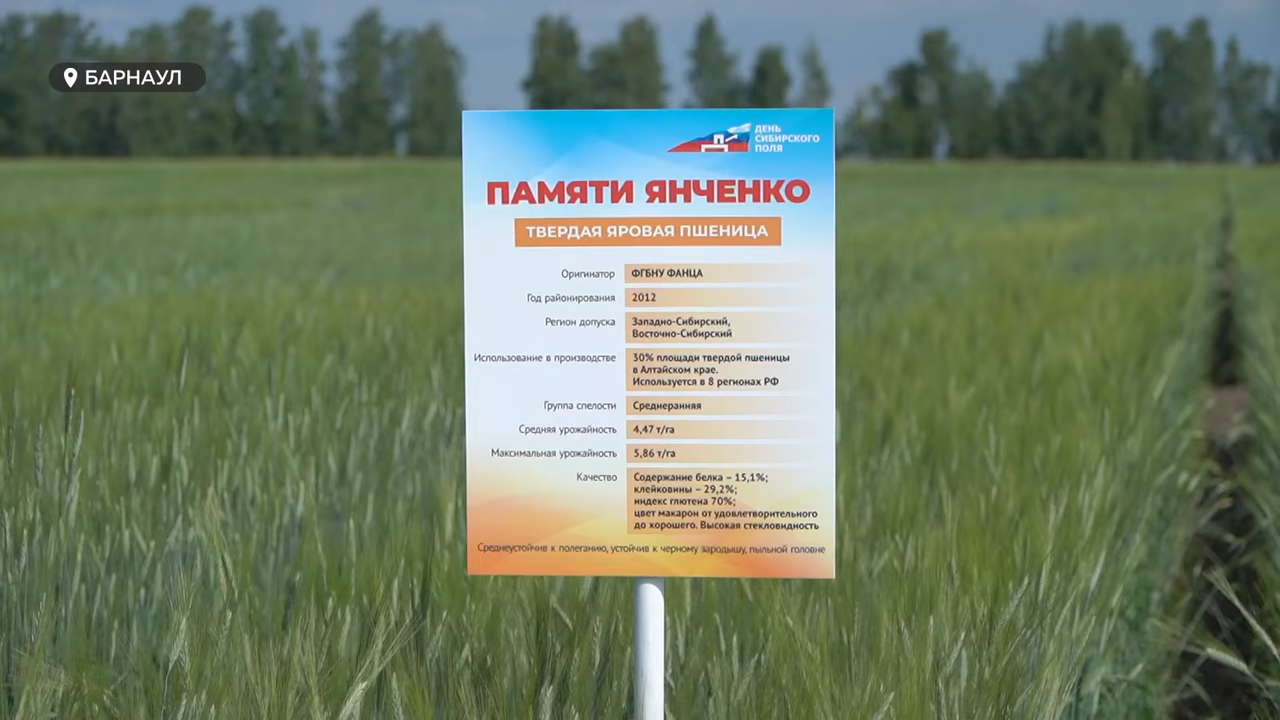 БАРНАУЛ
ДЕНЬ
СИБИРСКОГО
ПОЛЯ
ПАМЯТИ ЯНЧЕНКО
ТВЕРДАЯ ЯРОВАЯ ПШЕНИЦА
Оригинатор ФГБНУ ФАНЦА
Год районирования 2012
Регион допуска Западно-Сибирский,
Восточно-Сибирский
Использование в производстве 30% площади твердой пшеницы
в Алтайском крае.
Используется в 8 регионах РФ
Группа спелости Среднеранняя
Средняя урожайность 4,47 т/га
Максимальная урожайность 5,86 т/га
Качество Содержание белка – 15,1%;
клейковины – 29,2%;
индекс глютена 70%;
цвет макарон от удовлетворительного
до хорошего. Высокая стекловидность
Среднеустойчив к полеганию, устойчив к черному зародышу, пыльной головне